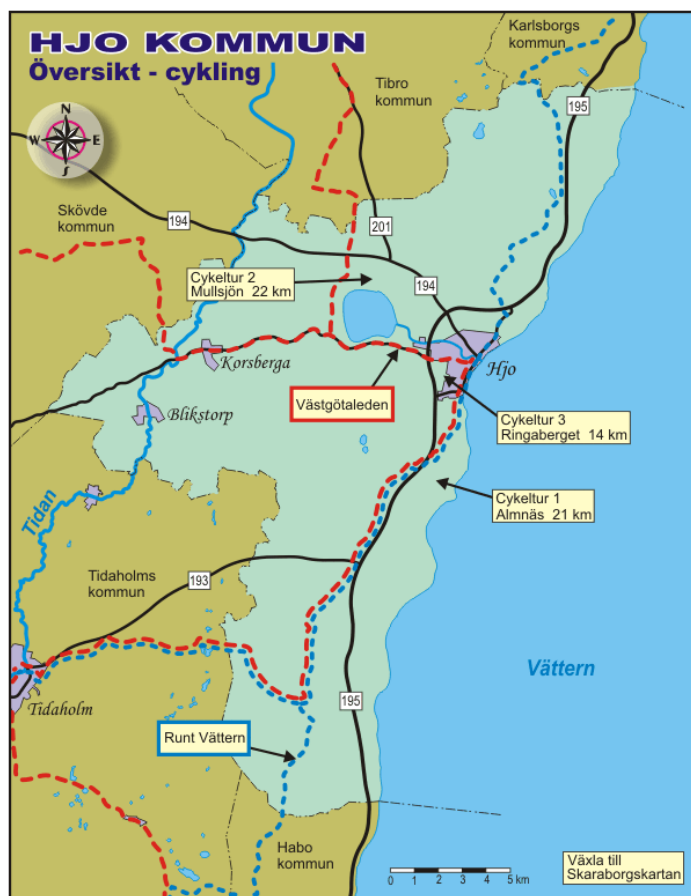 HJO KOMMUN
Översikt - cykling
Karlsborgs
kommun
Tibro
kommun
195
N
W
E
S
Skövde
kommun
194
201
Cykeltur 2
Mullsjön 22 km
194
Korsberga
Hjo
Västgötaleden
Blikstorp
Cykeltur 3
Ringaberget 14 km
Cykeltur 1
Almnäs 21 km
Tidan
Tidaholms
kommun
193
Vättern
Tidaholm
195
Runt Vättern
Habo
kommun
Växla till
Skaraborgskartan
0 1 2 3 4 5 km